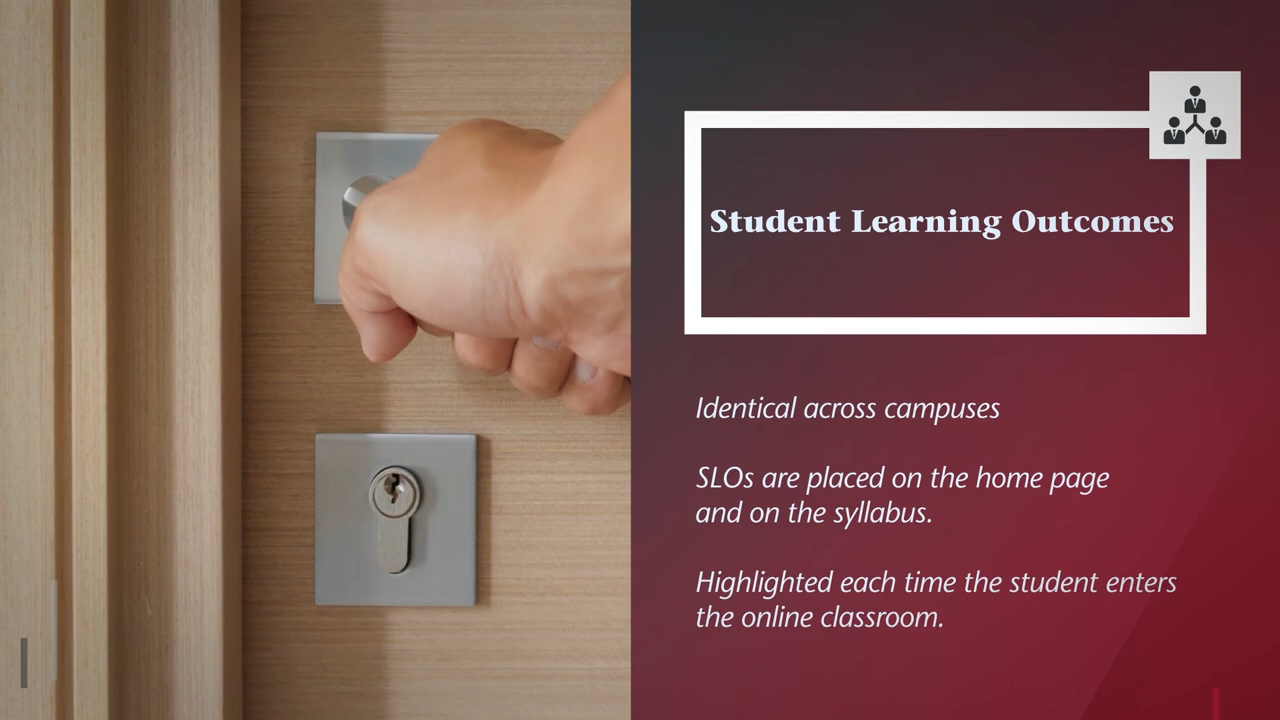 Student Learning Outcomes
Identical across campuses
SLOs are placed on the home page
and on the syllabus.
Highlighted each time the student enters
the online classroom.